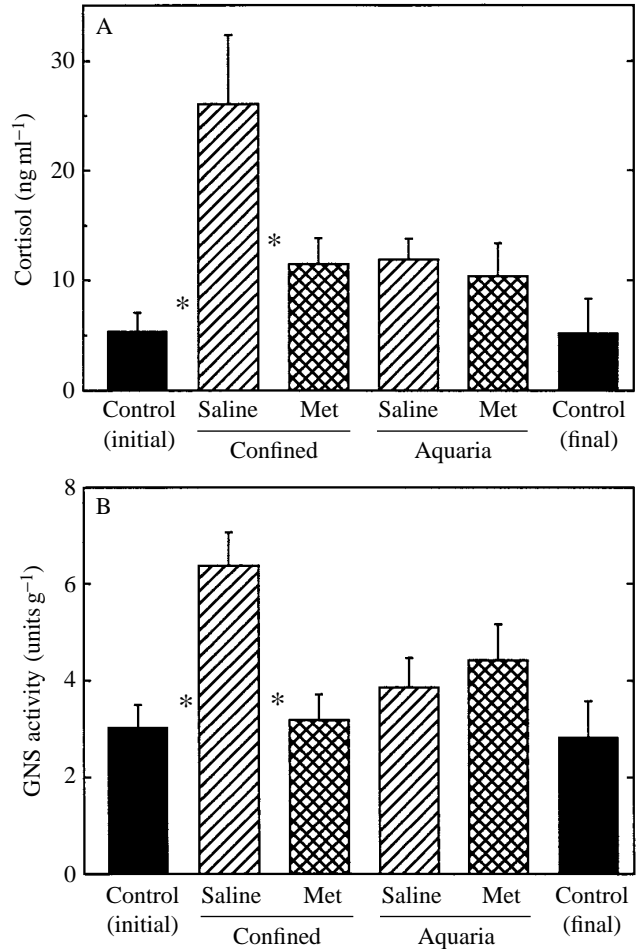 A
30
20
10
0
Cortisol (ng ml⁻¹)
*
*
Control Saline Met Saline Met Control
(initial) (final)
Confined Aquaria
B
8
6
4
2
0
GNS activity (units g⁻¹)
*
*
Control Saline Met Saline Met Control
(initial) (final)
Confined Aquaria